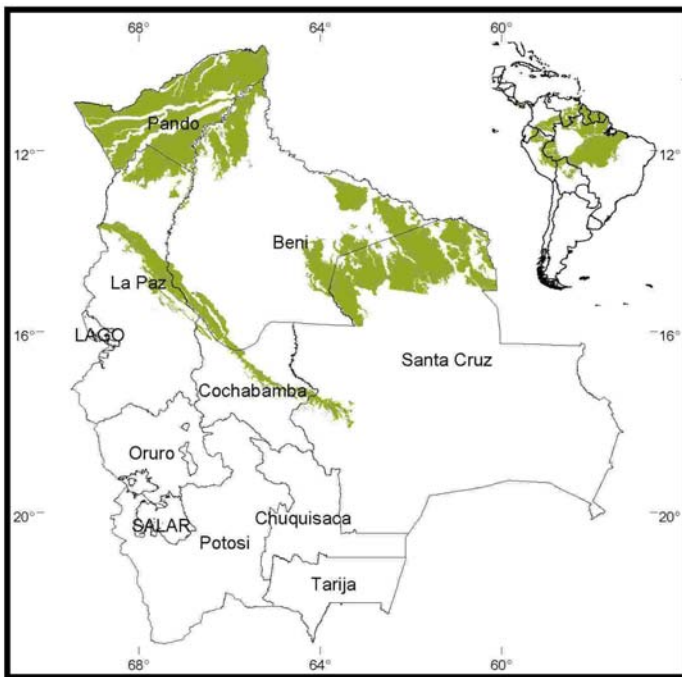 68° 64° 60°
12°
Pando
Beni
La Paz
16° LAGO 16°
Santa Cruz
Cochabamba
Oruro
20° SALAR Chuquisaca 20°
Potosi
Tarija
68° 64° 60°